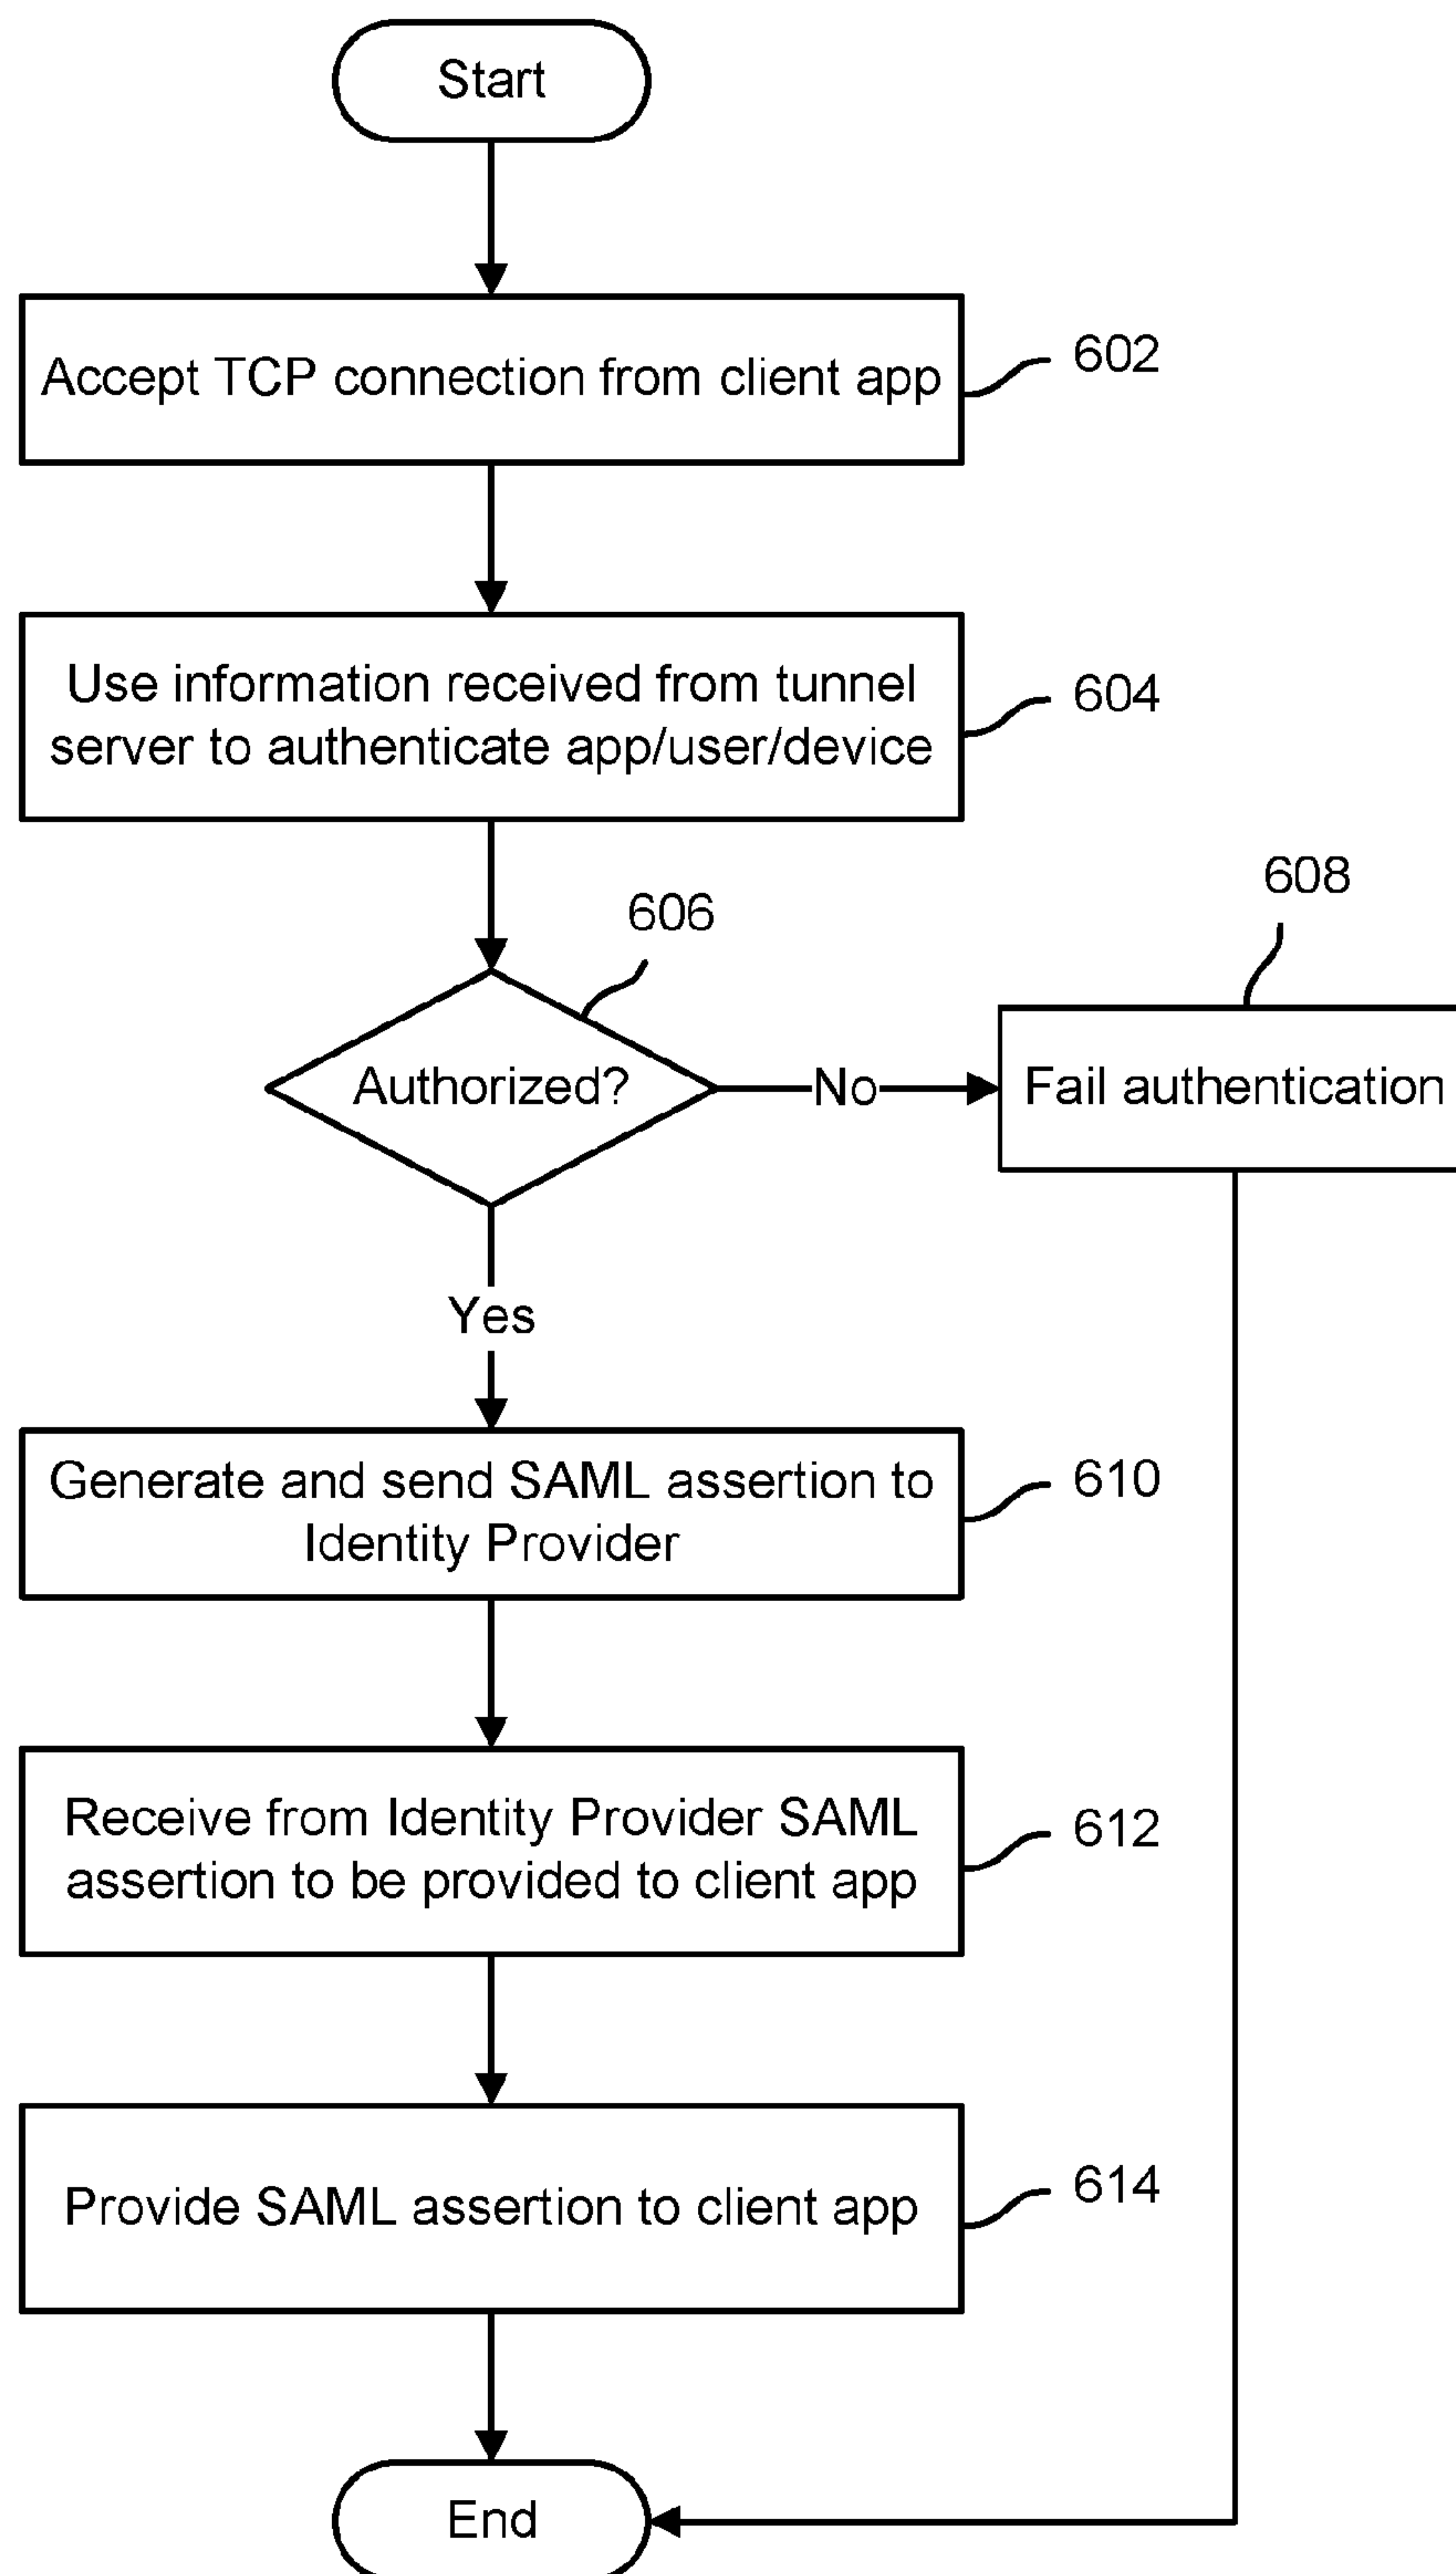 Start
Accept TCP connection from client app
602
Use information received from tunnel
server to authenticate app/user/device
604
606
608
Authorized?
No
Fail authentication
Yes
Generate and send SAML assertion to
Identity Provider
610
Receive from Identity Provider SAML
assertion to be provided to client app
612
Provide SAML assertion to client app
614
End